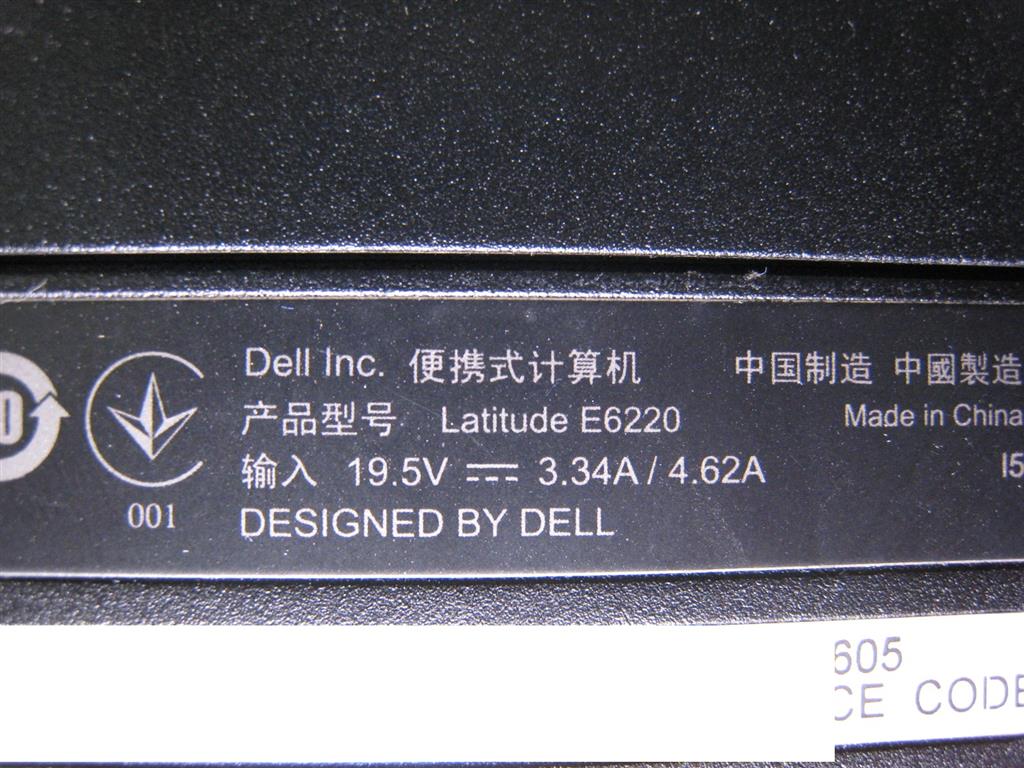 Dell Inc. 便携式计算机 中国制造 中國製造
产品型号 Latitude E6220 Made in China
输入 19.5V ⎓ 3.34A / 4.62A I5
001 DESIGNED BY DELL
605
CE CODE